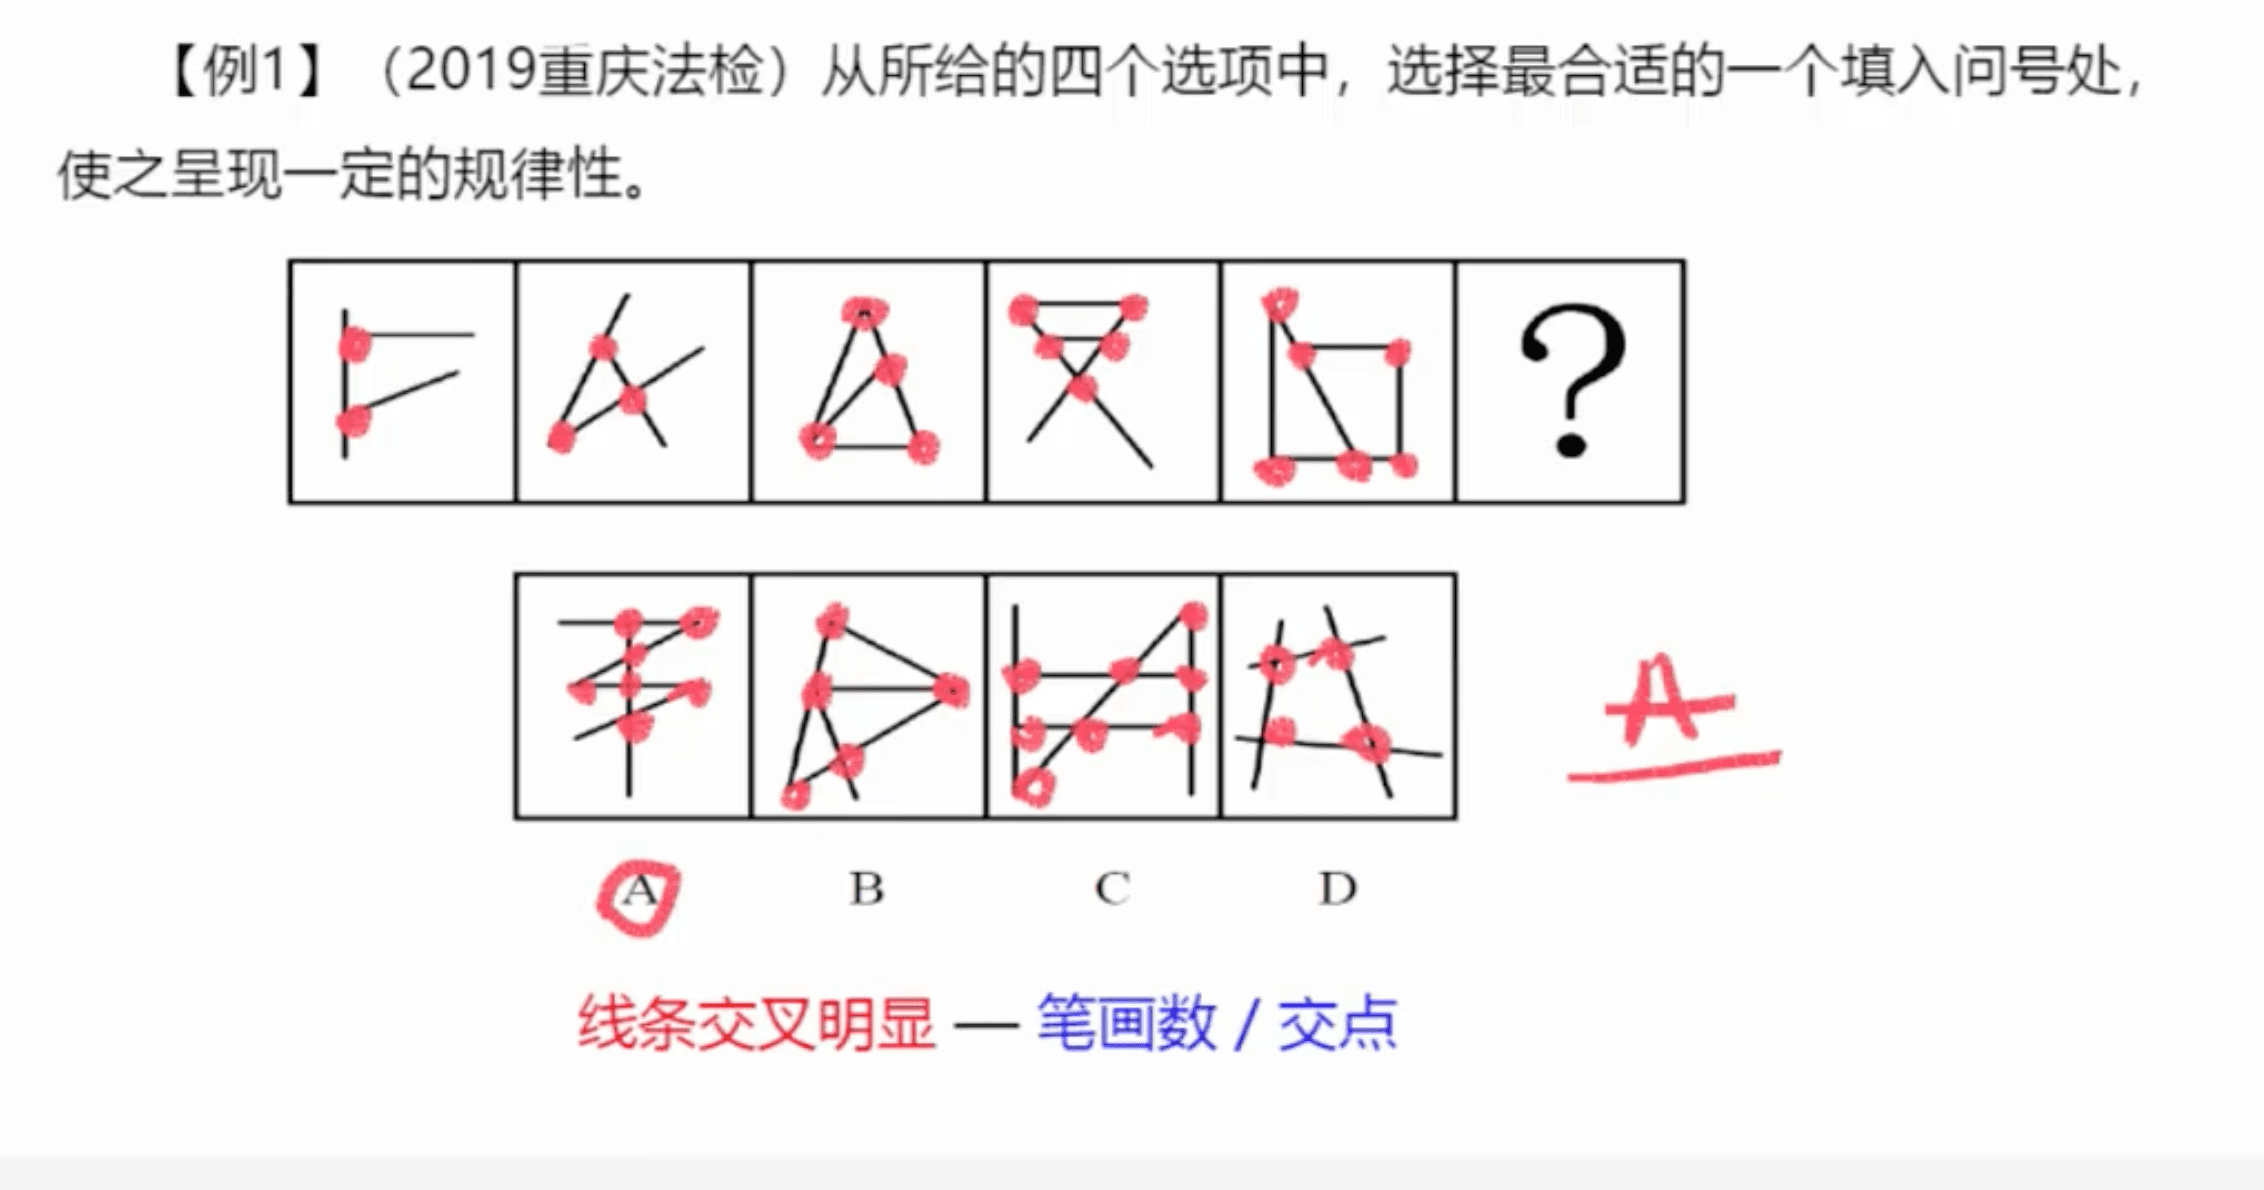 【例1】（2019重庆法检）从所给的四个选项中，选择最合适的一个填入问号处，
使之呈现一定的规律性。
?
A
A B C D
线条交叉明显 — 笔画数 / 交点